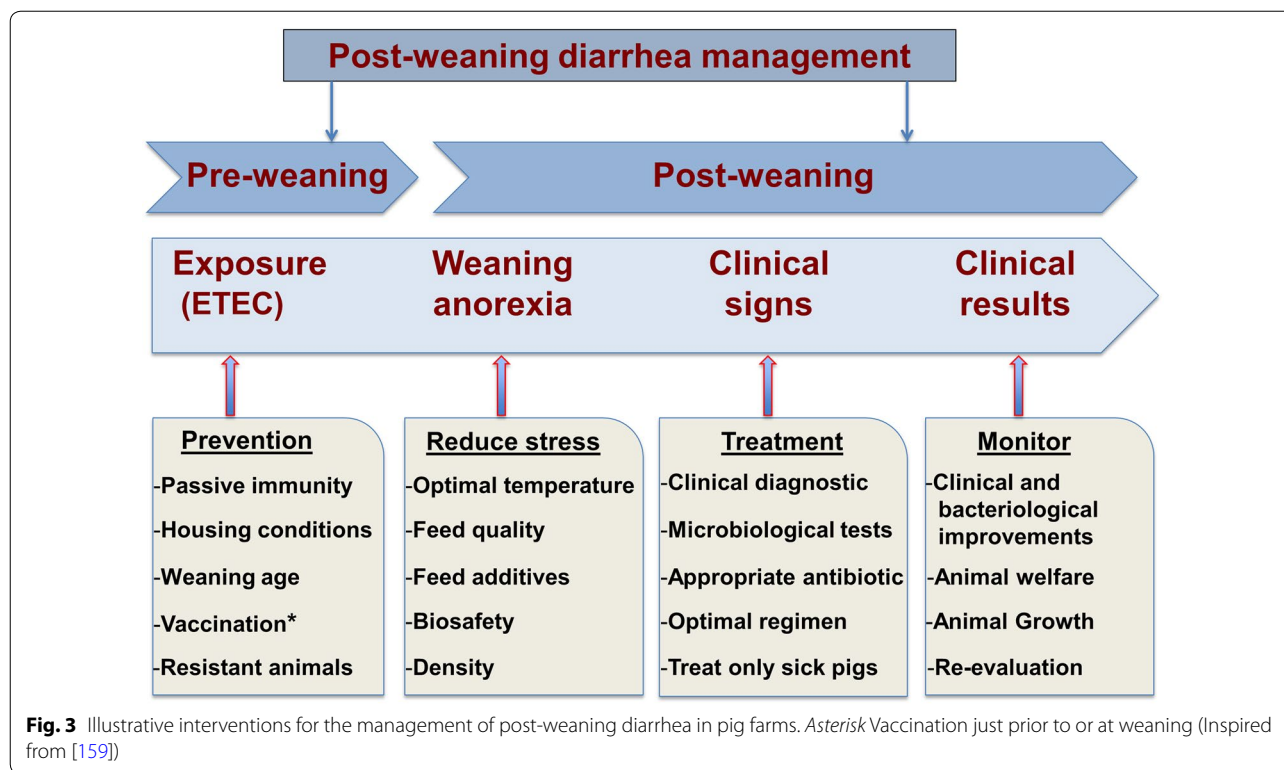 Post-weaning diarrhea management
Pre-weaning
Post-weaning
Exposure
(ETEC)
Weaning
anorexia
Clinical
signs
Clinical
results
Prevention
-Passive immunity
-Housing conditions
-Weaning age
-Vaccination*
-Resistant animals
Reduce stress
-Optimal temperature
-Feed quality
-Feed additives
-Biosafety
-Density
Treatment
-Clinical diagnostic
-Microbiological tests
-Appropriate antibiotic
-Optimal regimen
-Treat only sick pigs
Monitor
-Clinical and
bacteriological
improvements
-Animal welfare
-Animal Growth
-Re-evaluation
Fig. 3 Illustrative interventions for the management of post-weaning diarrhea in pig farms. Asterisk Vaccination just prior to or at weaning (Inspired
from [159])